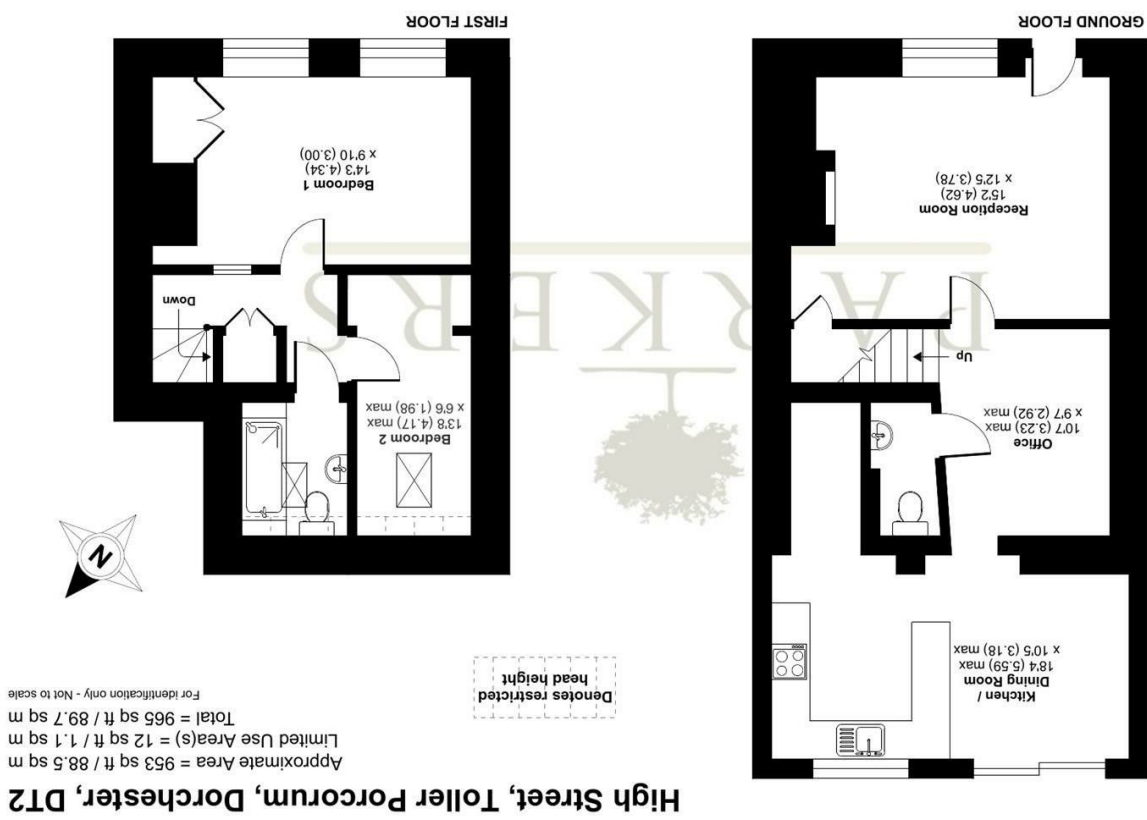 High Street, Toller Porcorum, Dorchester, DT2
Approximate Area = 953 sq ft / 88.5 sq m
Limited Use Area(s) = 12 sq ft / 1.1 sq m
Total = 965 sq ft / 89.7 sq m
For identification only - Not to scale
Denotes restricted
head height
N
Kitchen /
Dining Room
18'4 (5.59) max
x 10'5 (3.18) max
Office
10'7 (3.23) max
x 9'7 (2.92) max
Up
Reception Room
15'2 (4.62)
x 12'5 (3.78)
GROUND FLOOR
Bedroom 2
13'8 (4.17) max
x 6'6 (1.98) max
Down
Bedroom 1
14'3 (4.34)
x 9'10 (3.00)
FIRST FLOOR
PARKERS